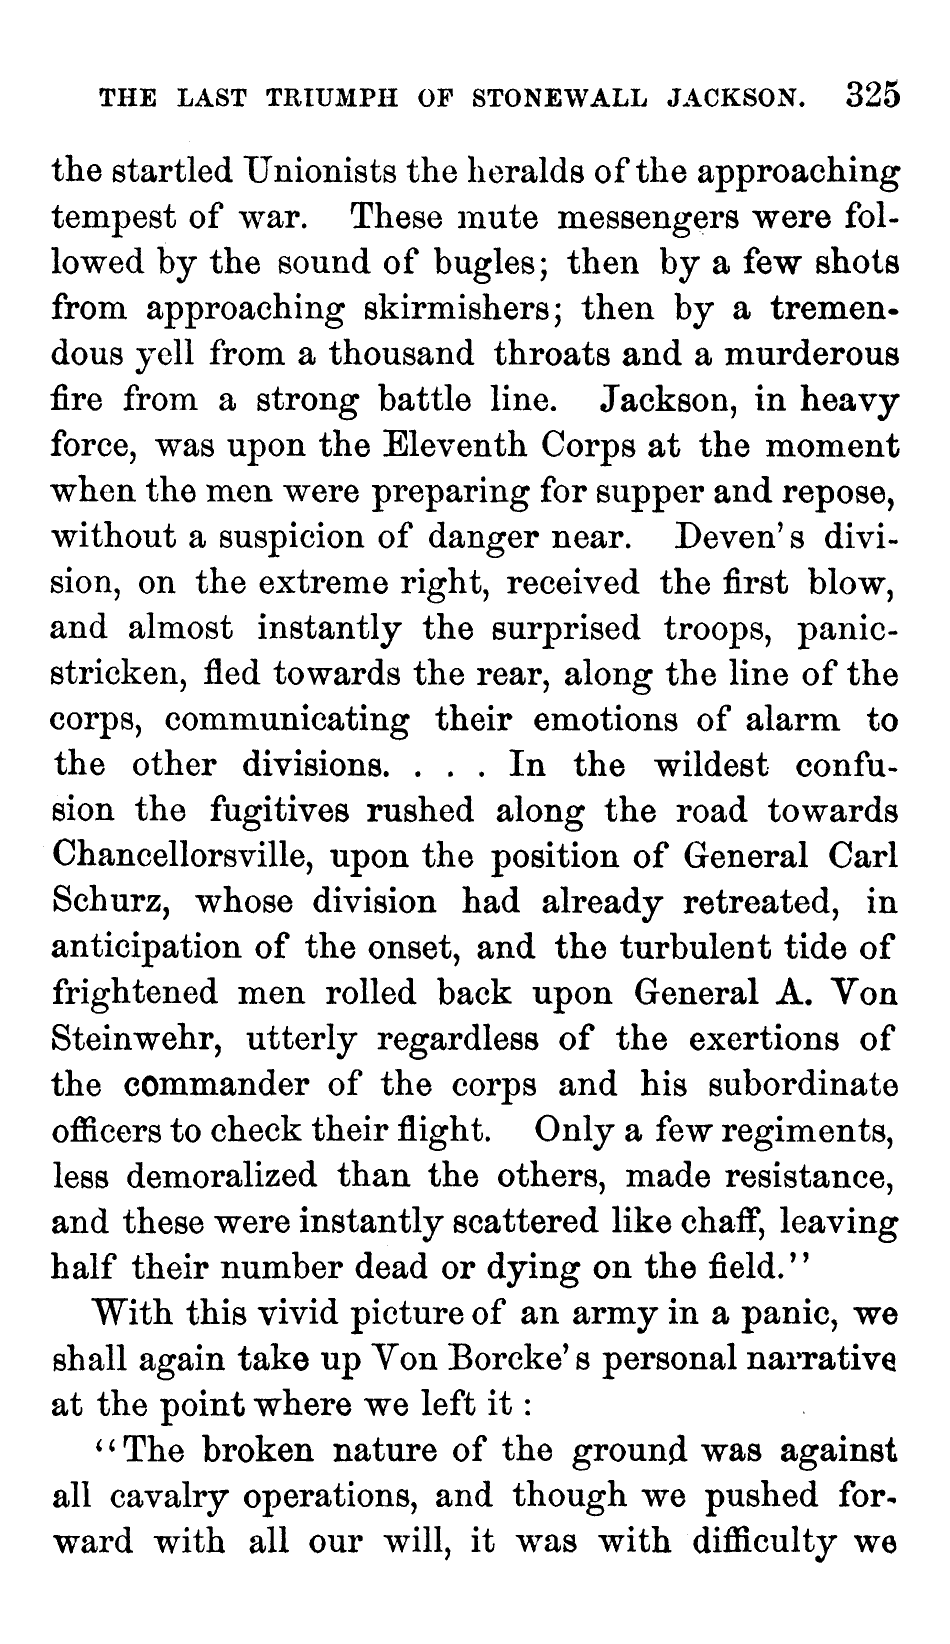 THE LAST TRIUMPH OF STONEWALL JACKSON. 325
the startled Unionists the heralds of the approaching
tempest of war. These mute messengers were fol-
lowed by the sound of bugles; then by a few shots
from approaching skirmishers; then by a tremen-
dous yell from a thousand throats and a murderous
fire from a strong battle line. Jackson, in heavy
force, was upon the Eleventh Corps at the moment
when the men were preparing for supper and repose,
without a suspicion of danger near. Deven's divi-
sion, on the extreme right, received the first blow,
and almost instantly the surprised troops, panic-
stricken, fled towards the rear, along the line of the
corps, communicating their emotions of alarm to
the other divisions. . . . In the wildest confu-
sion the fugitives rushed along the road towards
Chancellorsville, upon the position of General Carl
Schurz, whose division had already retreated, in
anticipation of the onset, and the turbulent tide of
frightened men rolled back upon General A. Von
Steinwehr, utterly regardless of the exertions of
the commander of the corps and his subordinate
officers to check their flight. Only a few regiments,
less demoralized than the others, made resistance,
and these were instantly scattered like chaff, leaving
half their number dead or dying on the field."
With this vivid picture of an army in a panic, we
shall again take up Von Borcke's personal narrative
at the point where we left it :
"The broken nature of the ground was against
all cavalry operations, and though we pushed for-
ward with all our will, it was with difficulty we